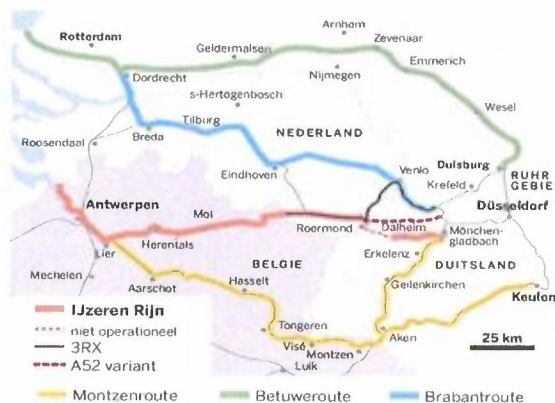 Rotterdam
Arnhem
Zevenaar
Geldermalsen
Emmerich
Dordrecht
Nijmegen
s-Hertogenbosch
Wesel
Roosendaal
Breda
Tilburg
NEDERLAND
Eindhoven
Venlo
Duisburg
Krefeld
RUHR
GEBIE
Antwerpen
Mol
Roermond
Dalheim
Düsseldorf
Mönchen-
gladbach
Lier
Herentals
BELGIE
Erkelenz
DUITSLAND
Mechelen
Aarschot
Hasselt
Geilenkirchen
Keulen
Tongeren
Visé
Montzen
Aken
Luik
25 km
IJzeren Rijn
niet operationeel
3RX
A52 variant
Montzenroute
Betuweroute
Brabantroute